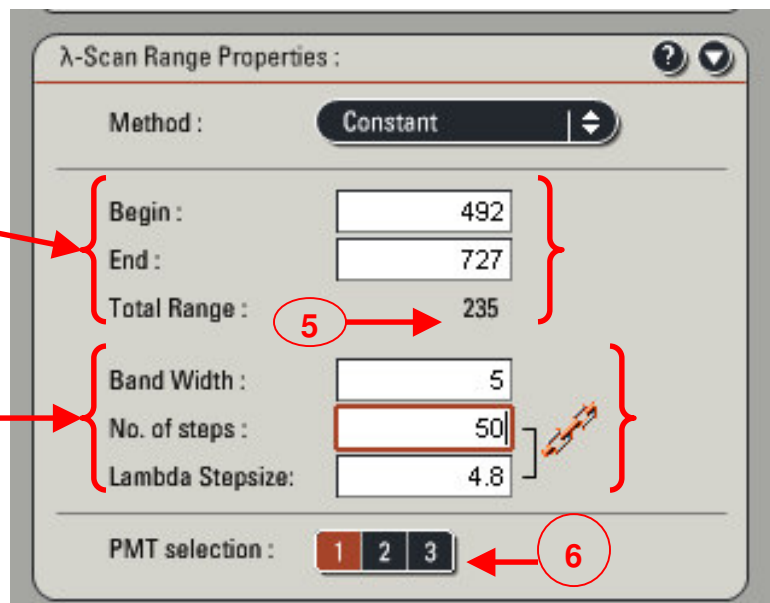 λ-Scan Range Properties : ?
Method : Constant
Begin : 492
End : 727
Total Range : 5 235
Band Width : 5
No. of steps : 50
Lambda Stepsize: 4.8
PMT selection : 1 2 3 6